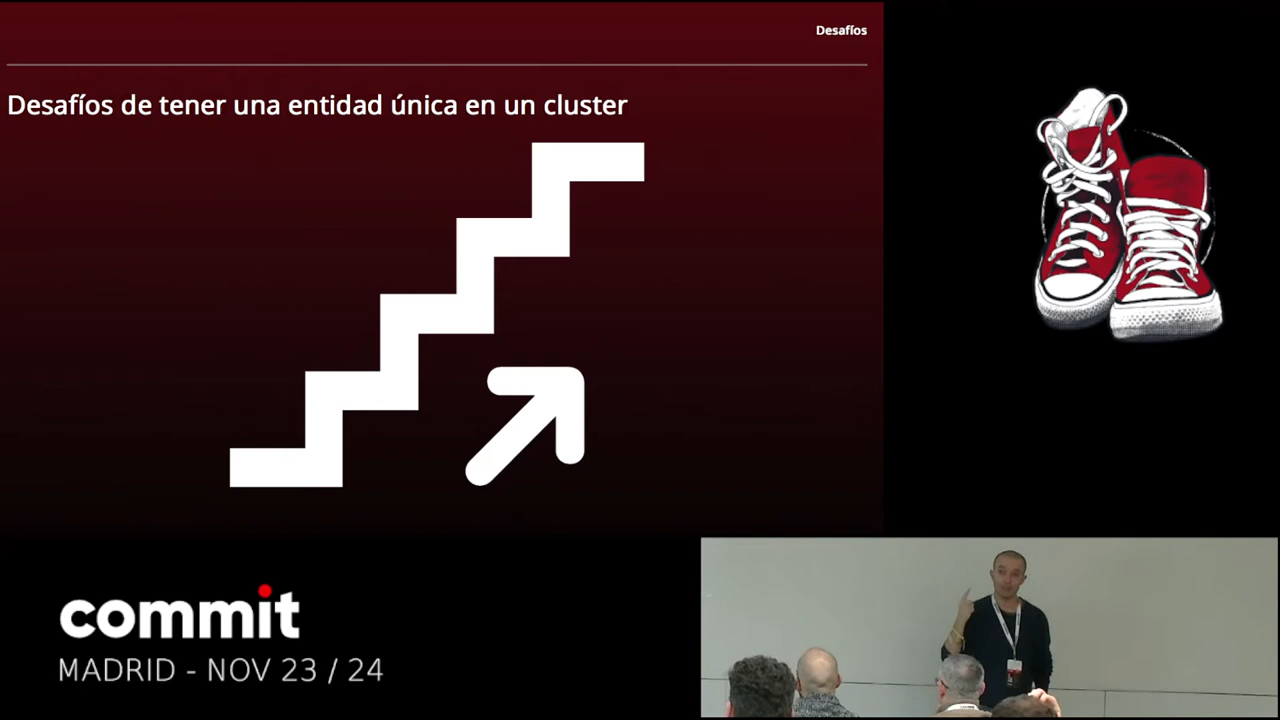 Desafíos
Desafíos de tener una entidad única en un cluster
commit
MADRID - NOV 23 / 24